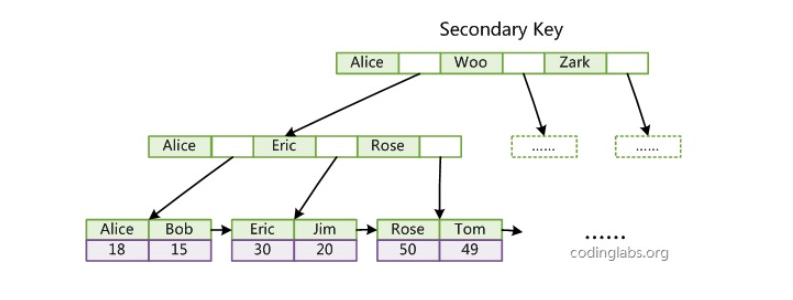 Secondary Key
Alice Woo Zark
Alice Eric Rose
...... ......
Alice Bob Eric Jim Rose Tom
18 15 30 20 50 49
......
codinglabs.org